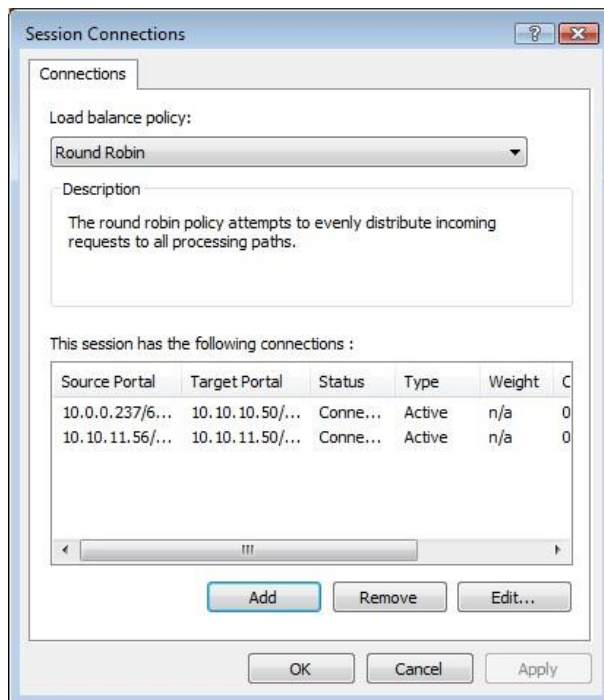 Session Connections
Connections
Load balance policy:
Round Robin
Description
The round robin policy attempts to evenly distribute incoming
requests to all processing paths.
This session has the following connections :
Source Portal Target Portal Status Type Weight C
10.0.0.237/6... 10.10.10.50/... Conne... Active n/a 0
10.10.11.56/... 10.10.11.50/... Conne... Active n/a 0
Add Remove Edit...
OK Cancel Apply